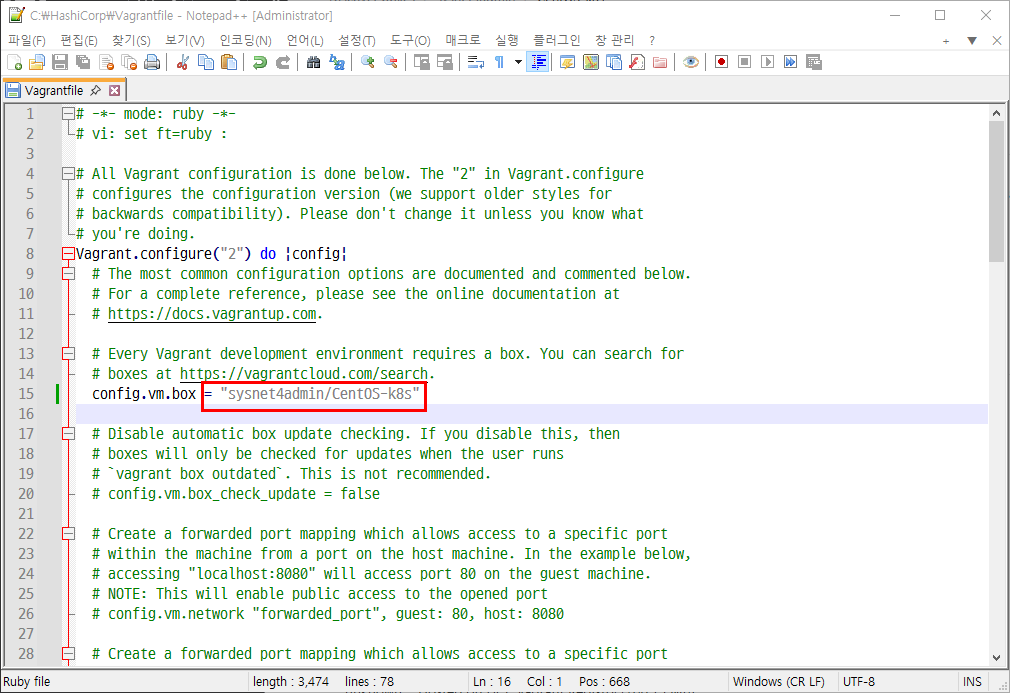 C:₩HashiCorp₩Vagrantfile - Notepad++ [Administrator]
파일(F) 편집(E) 찾기(S) 보기(V) 인코딩(N) 언어(L) 설정(T) 도구(O) 매크로 실행 플러그인 창 관리 ?
Vagrantfile
1 # -*- mode: ruby -*-
2 # vi: set ft=ruby :
3
4 # All Vagrant configuration is done below. The "2" in Vagrant.configure
5 # configures the configuration version (we support older styles for
6 # backwards compatibility). Please don't change it unless you know what
7 # you're doing.
8 Vagrant.configure("2") do |config|
9 # The most common configuration options are documented and commented below.
10 # For a complete reference, please see the online documentation at
11 # https://docs.vagrantup.com.
12
13 # Every Vagrant development environment requires a box. You can search for
14 # boxes at https://vagrantcloud.com/search.
15 config.vm.box = "sysnet4admin/CentOS-k8s"
16
17 # Disable automatic box update checking. If you disable this, then
18 # boxes will only be checked for updates when the user runs
19 # `vagrant box outdated`. This is not recommended.
20 # config.vm.box_check_update = false
21
22 # Create a forwarded port mapping which allows access to a specific port
23 # within the machine from a port on the host machine. In the example below,
24 # accessing "localhost:8080" will access port 80 on the guest machine.
25 # NOTE: This will enable public access to the opened port
26 # config.vm.network "forwarded_port", guest: 80, host: 8080
27
28 # Create a forwarded port mapping which allows access to a specific port
Ruby file length : 3,474 lines : 78 Ln : 16 Col : 1 Pos : 668 Windows (CR LF) UTF-8 INS